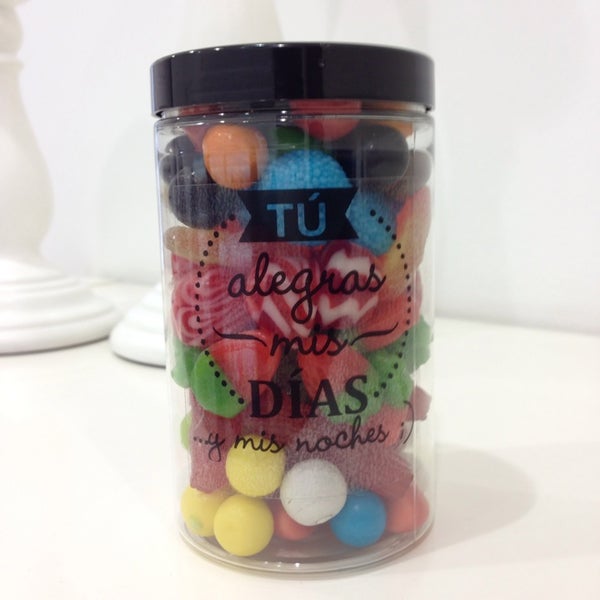 TÚ
alegras
mis
DÍAS
...y mis noches ;)